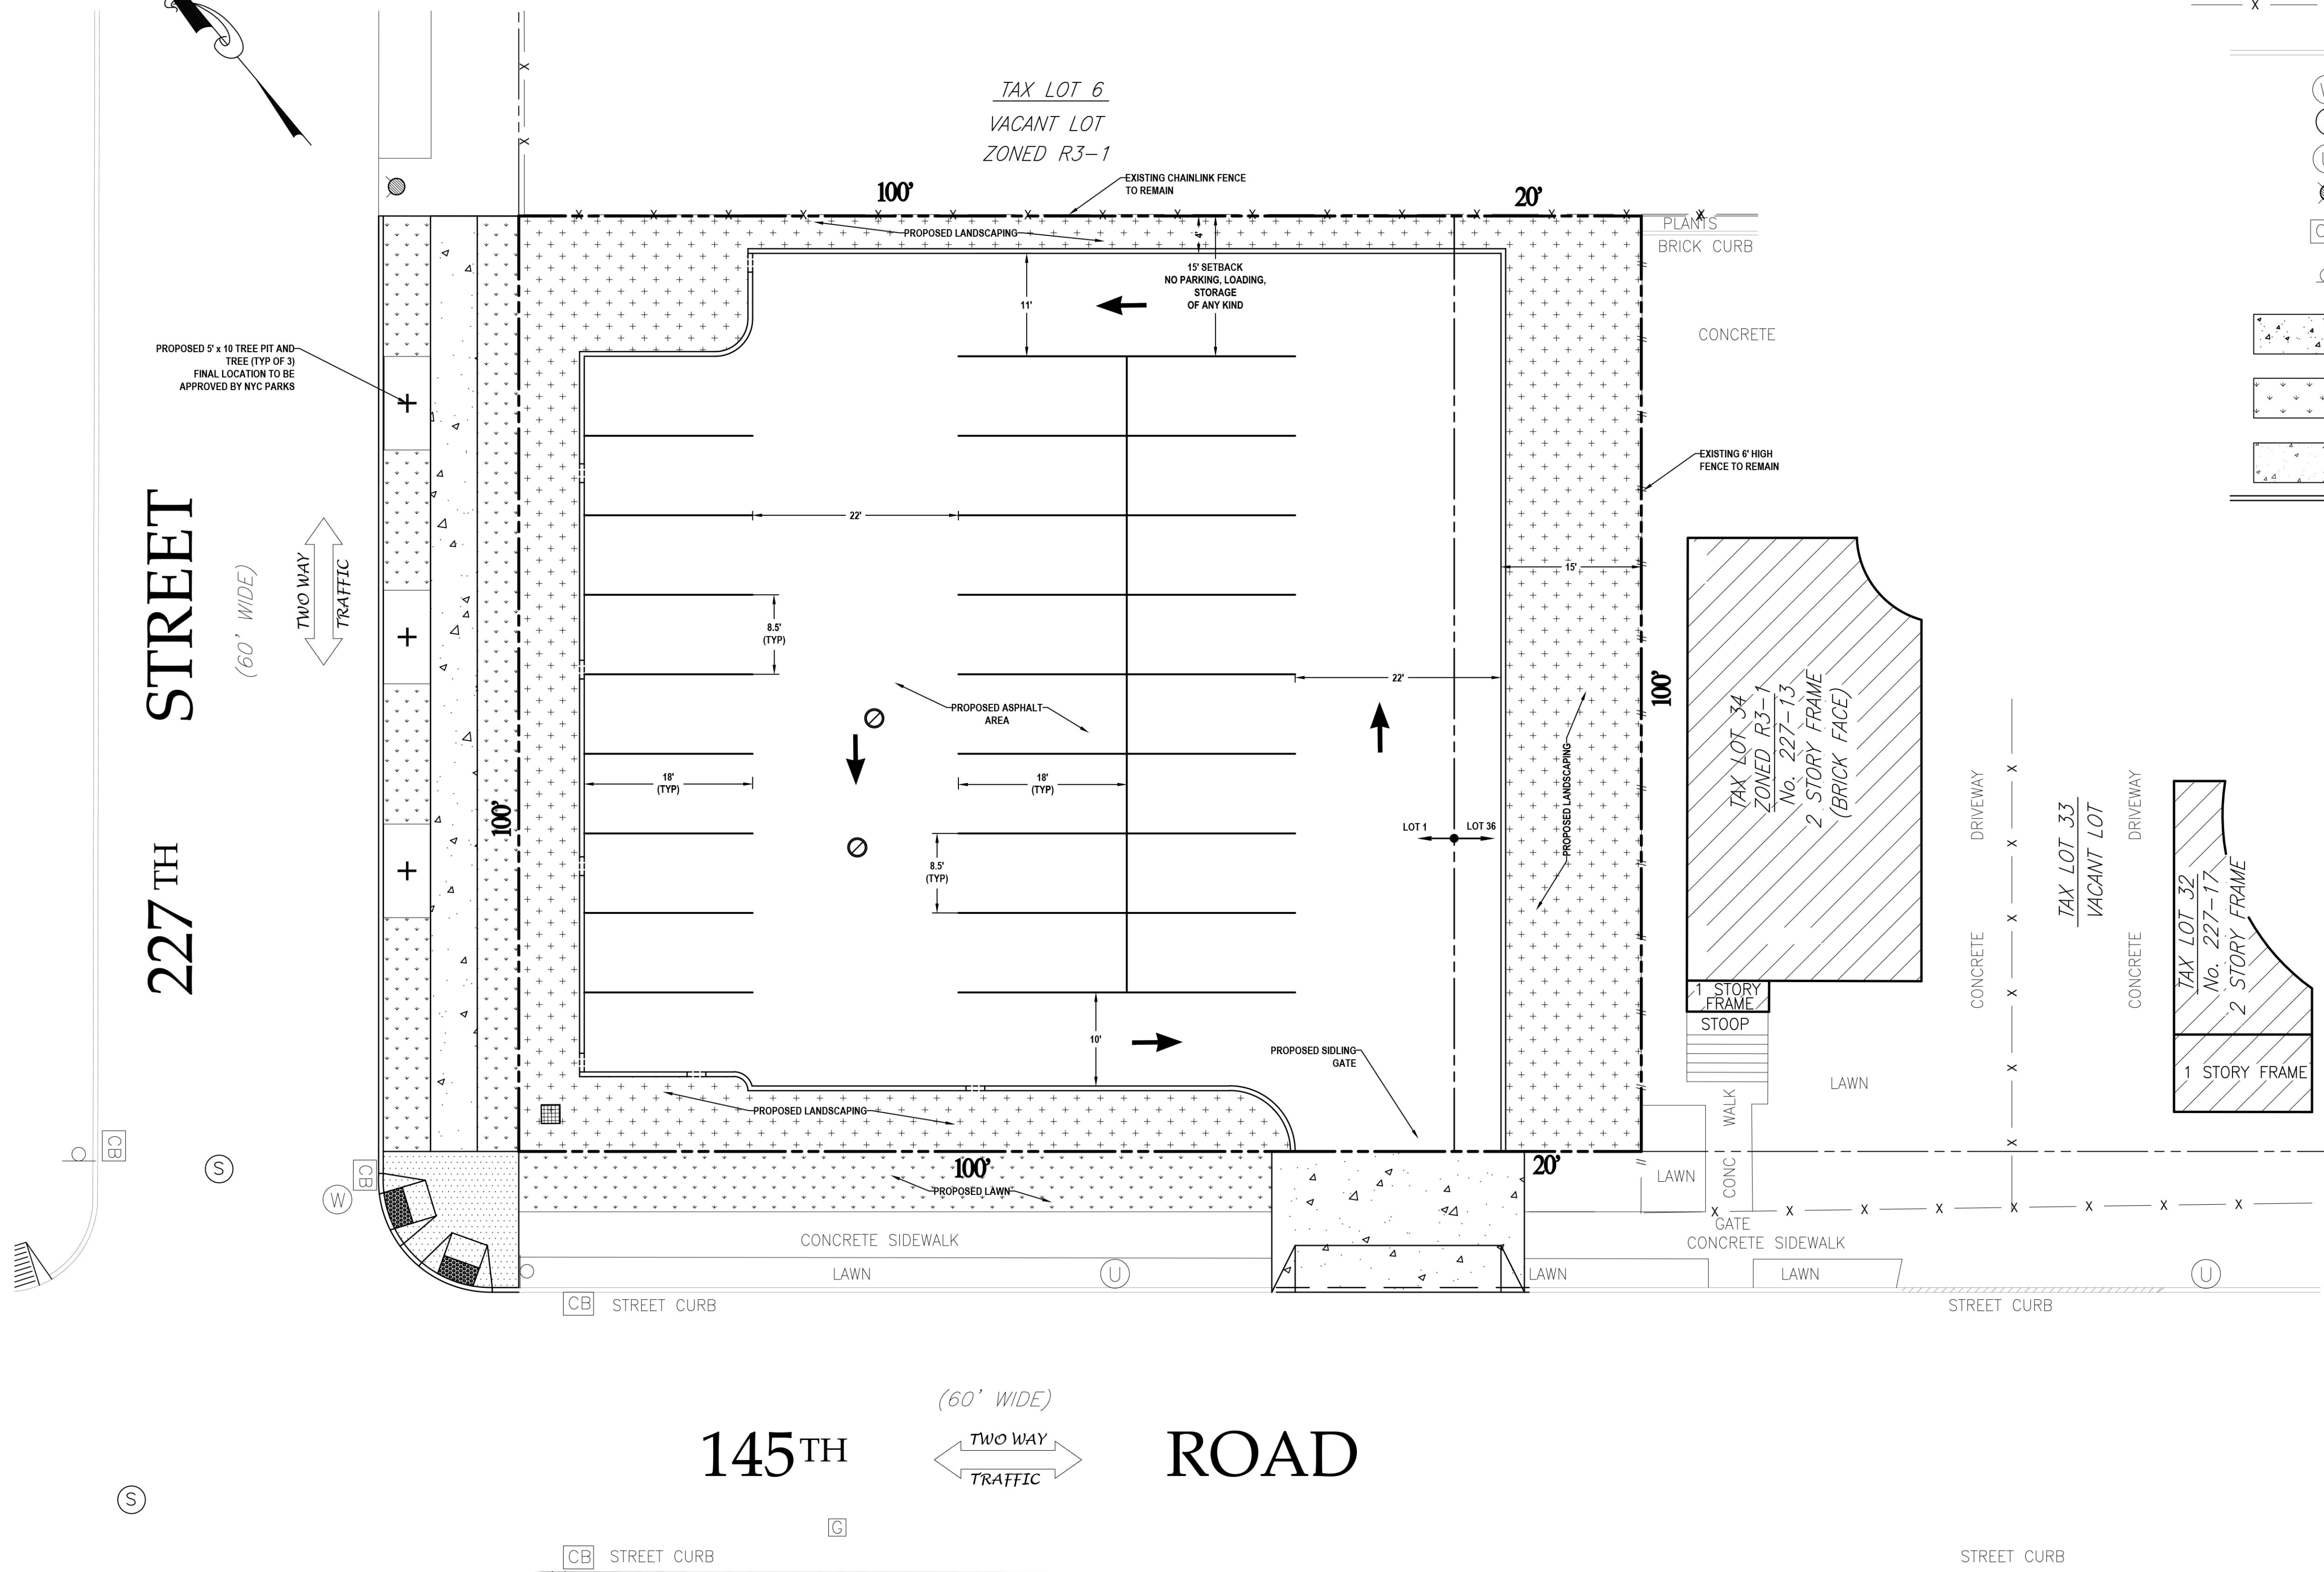 X
X
X
TAX LOT 6
VACANT LOT
ZONED R3-1
100'
EXISTING CHAINLINK FENCE
TO REMAIN
20'
X X X X X X X X X X X X X X X X
PLANTS
BRICK CURB
PROPOSED LANDSCAPING
4'
15' SETBACK
NO PARKING, LOADING,
STORAGE
OF ANY KIND
11'
CONCRETE
PROPOSED 5' x 10 TREE PIT AND
TREE (TYP OF 3)
FINAL LOCATION TO BE
APPROVED BY NYC PARKS
EXISTING 6' HIGH
FENCE TO REMAIN
227 TH STREET
(60' WIDE)
TWO WAY
TRAFFIC
22'
15'
8.5'
(TYP)
22'
100'
PROPOSED ASPHALT
AREA
PROPOSED LANDSCAPING
TAX LOT 34
ZONED R3-1
No. 227-13
2 STORY FRAME
(BRICK FACE)
18'
(TYP)
18'
(TYP)
100'
LOT 1
LOT 36
8.5'
(TYP)
CONCRETE DRIVEWAY
X
X
X
X
X
X
TAX LOT 33
VACANT LOT
CONCRETE DRIVEWAY
TAX LOT 32
No. 227-17
2 STORY FRAME
1 STORY
FRAME
STOOP
10'
PROPOSED SIDLING
GATE
1 STORY FRAME
LAWN
CONC WALK
PROPOSED LANDSCAPING
CB
S
W
CB
100'
20'
PROPOSED LAWN
LAWN
X X X X X X X X
GATE
CONCRETE SIDEWALK
CONCRETE SIDEWALK
LAWN
U
LAWN
LAWN
U
CB STREET CURB
STREET CURB
(60' WIDE)
145TH ROAD
TWO WAY
TRAFFIC
S
G
CB STREET CURB
STREET CURB